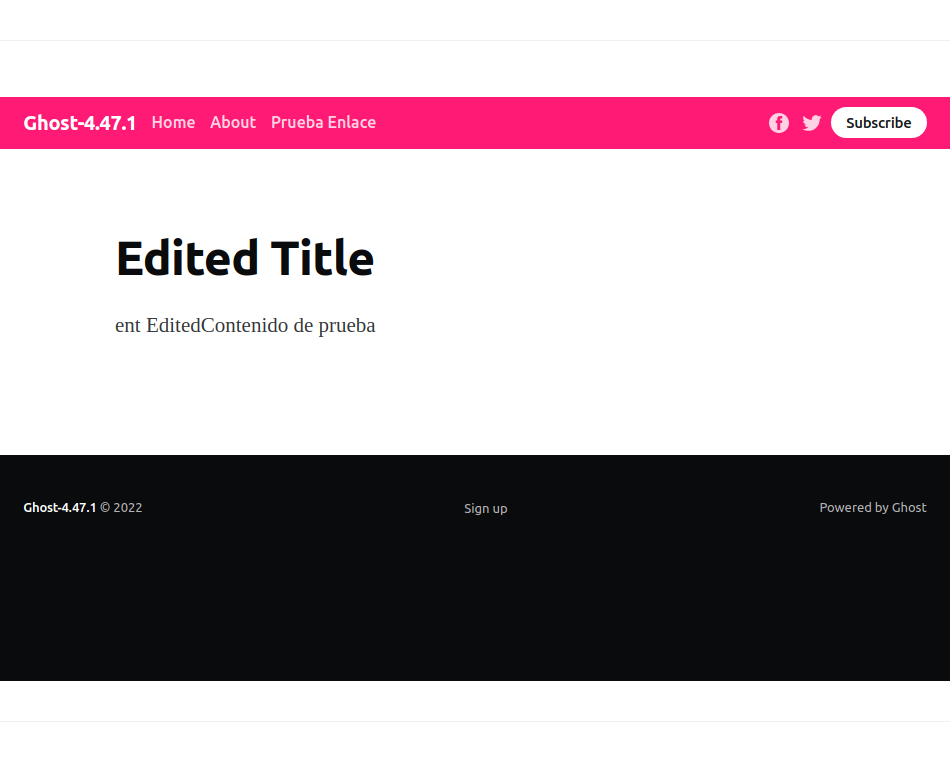 Ghost-4.47.1 Home About Prueba Enlace Subscribe
Edited Title
ent EditedContenido de prueba
Ghost-4.47.1 © 2022 Sign up Powered by Ghost